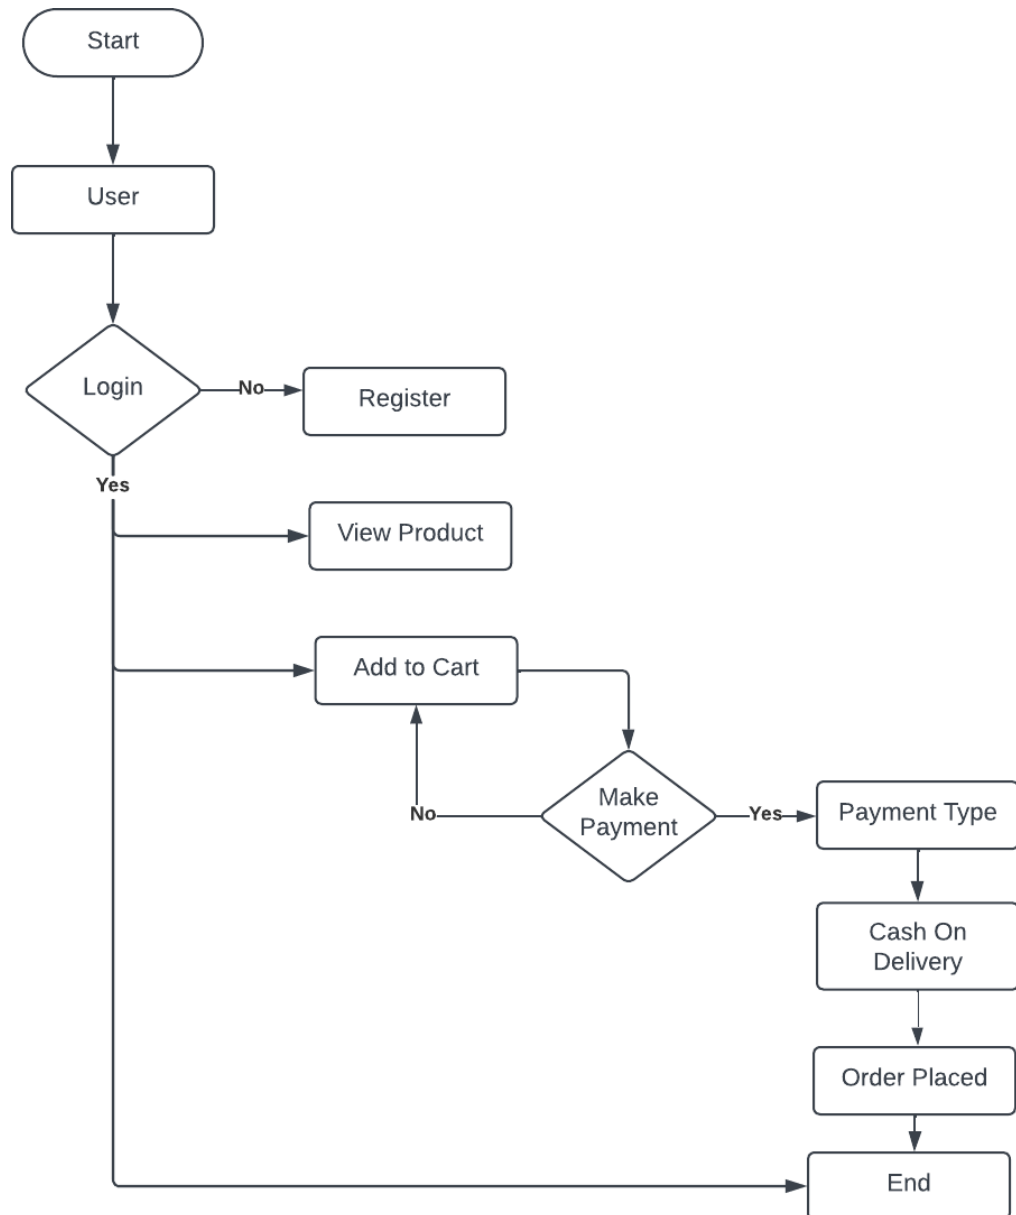 Start
User
Login
No
Register
Yes
View Product
Add to Cart
Make
Payment
No
Yes
Payment Type
Cash On
Delivery
Order Placed
End